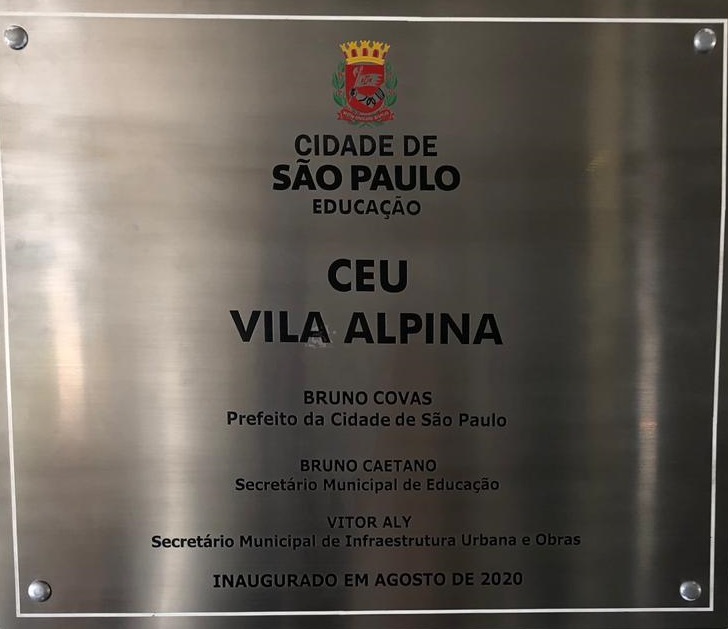 CIDADE DE
SÃO PAULO
EDUCAÇÃO
CEU
VILA ALPINA
BRUNO COVAS
Prefeito da Cidade de São Paulo
BRUNO CAETANO
Secretário Municipal de Educação
VITOR ALY
Secretário Municipal de Infraestrutura Urbana e Obras
INAUGURADO EM AGOSTO DE 2020